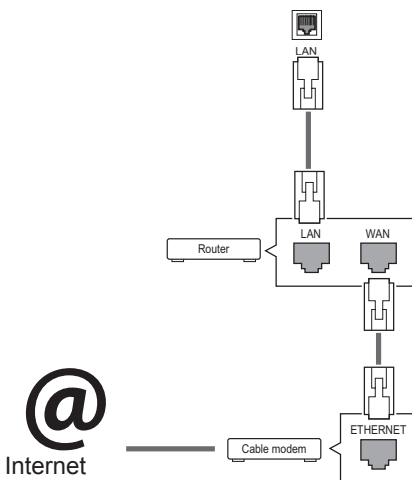 LAN
LAN
WAN
Router
ETHERNET
@
Cable modem
Internet